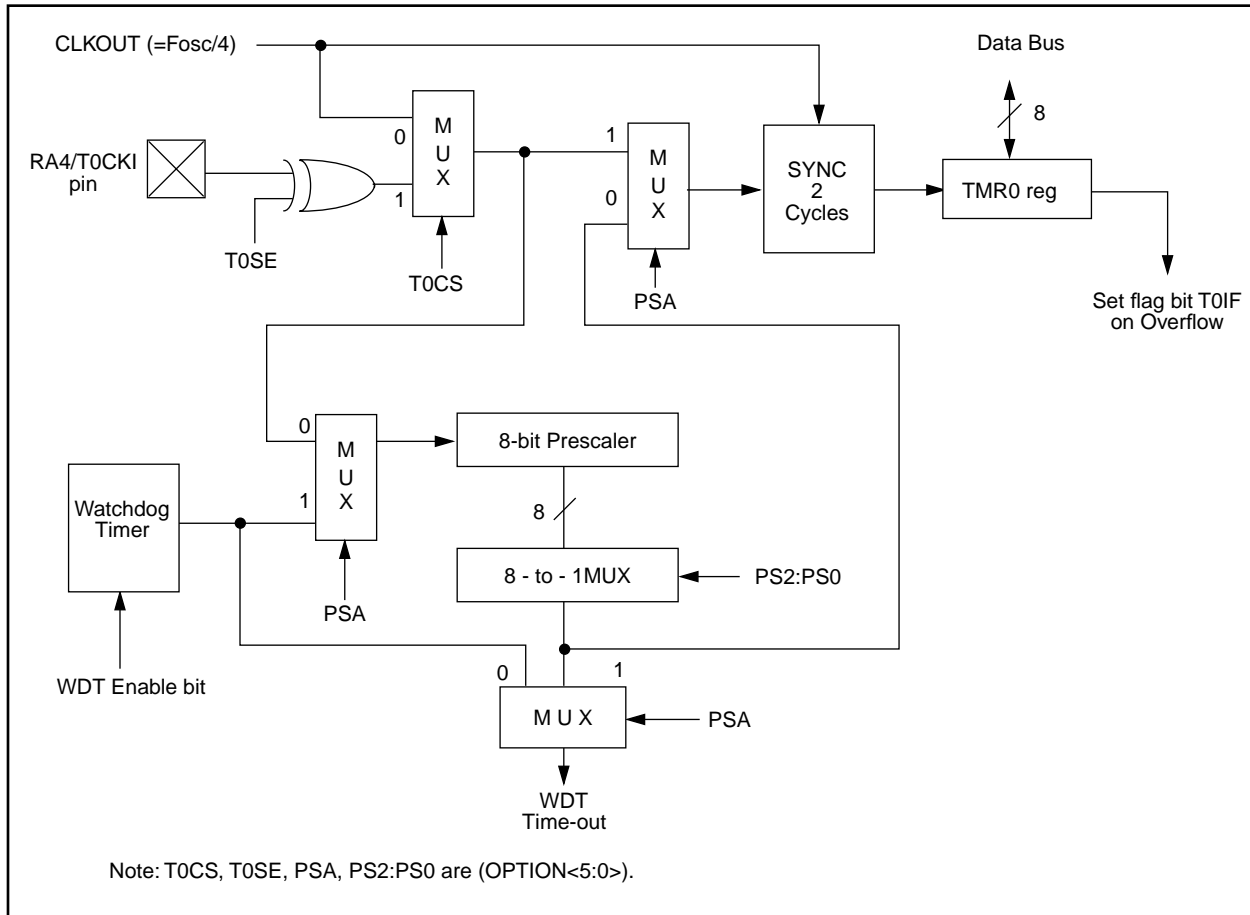 CLKOUT (=Fosc/4)
Data Bus
8
RA4/T0CKI
pin
T0SE
0
1
M
U
X
T0CS
1
0
M
U
X
PSA
SYNC
2
Cycles
TMR0 reg
Set flag bit T0IF
on Overflow
Watchdog
Timer
WDT Enable bit
0
1
M
U
X
PSA
8-bit Prescaler
8
8 - to - 1MUX
PS2:PS0
0
1
M U X
PSA
WDT
Time-out
Note: T0CS, T0SE, PSA, PS2:PS0 are (OPTION<5:0>).